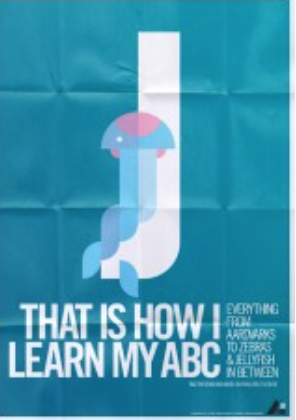 J
THAT IS HOW I
LEARN MY ABC
EVERYTHING
FROM
AARDVARKS
TO ZEBRAS
& JELLYFISH
IN BETWEEN